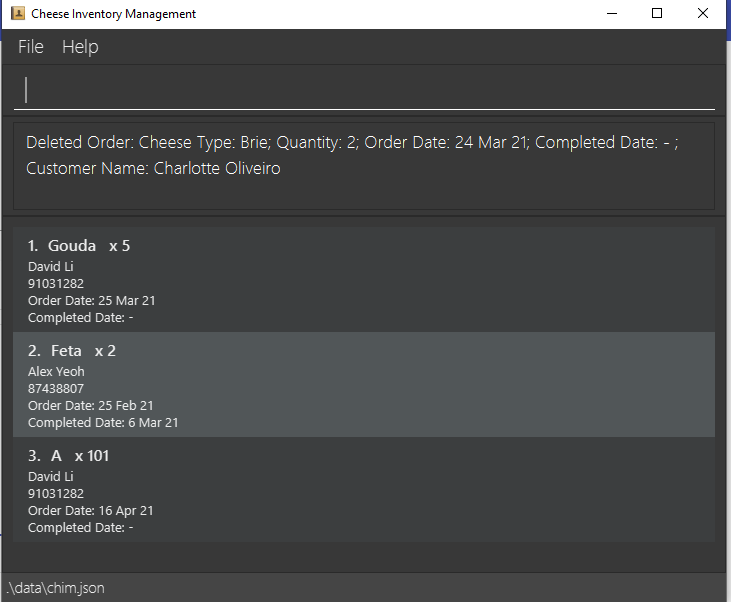 Cheese Inventory Management
File Help
Deleted Order: Cheese Type: Brie; Quantity: 2; Order Date: 24 Mar 21; Completed Date: - ;
Customer Name: Charlotte Oliveiro
1. Gouda x 5
David Li
91031282
Order Date: 25 Mar 21
Completed Date: -
2. Feta x 2
Alex Yeoh
87438807
Order Date: 25 Feb 21
Completed Date: 6 Mar 21
3. A x 101
David Li
91031282
Order Date: 16 Apr 21
Completed Date: -
.\data\chim.json